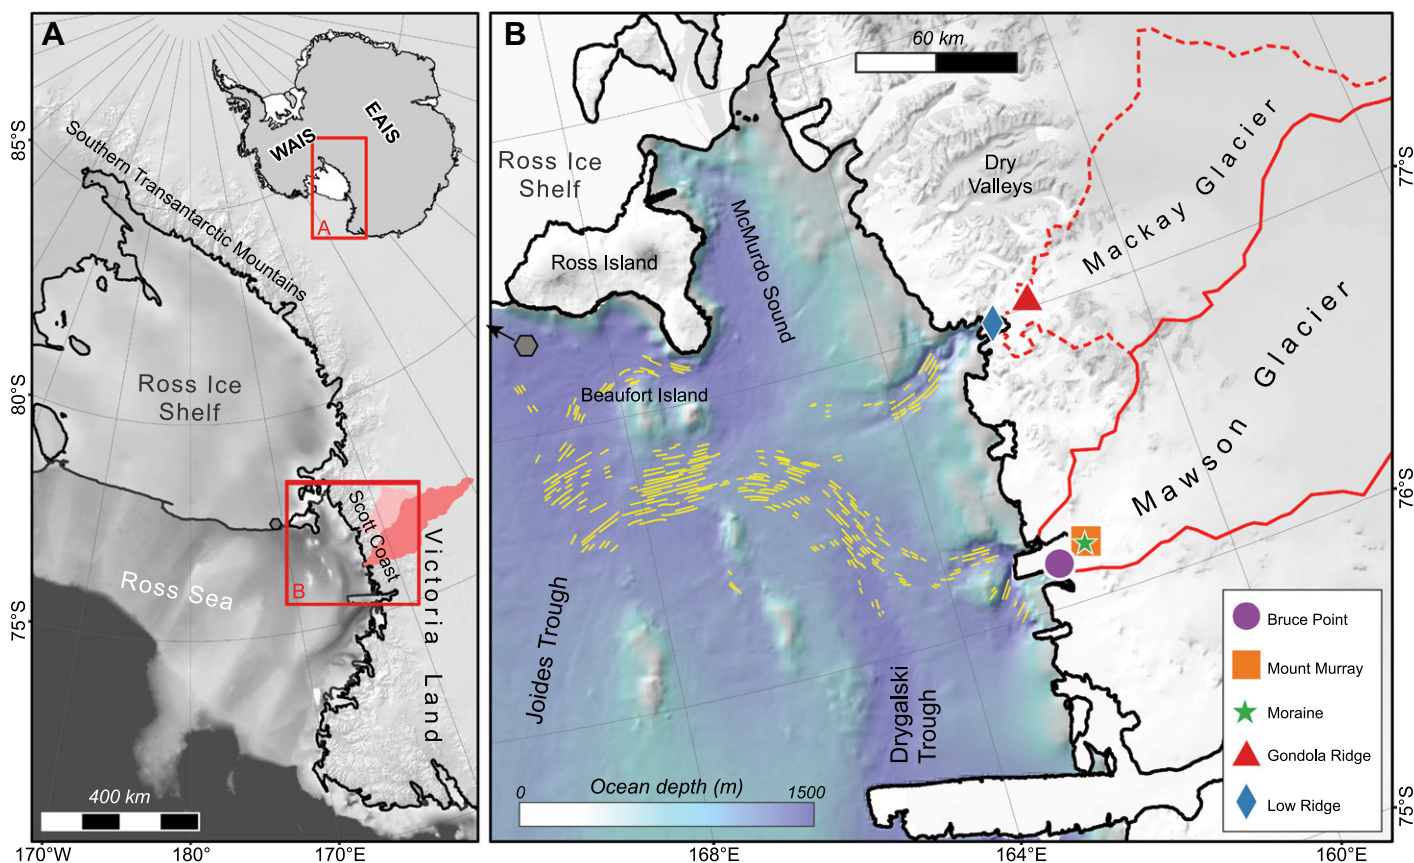 A
EAIS
WAIS
A
Southern Transantarctic Mountains
Ross Ice
Shelf
Scott Coast
B
Victoria Land
Ross Sea
400 km
85°S
80°S
75°S
170°W
180°W
170°E
B
60 km
Ross Ice
Shelf
Dry
Valleys
Mackay Glacier
McMurdo Sound
Ross Island
Beaufort Island
Mawson Glacier
Joides Trough
Drygalski
Trough
Ocean depth (m)
0
1500
Bruce Point
Mount Murray
Moraine
Gondola Ridge
Low Ridge
77°S
76°S
75°S
168°E
164°E
160°E